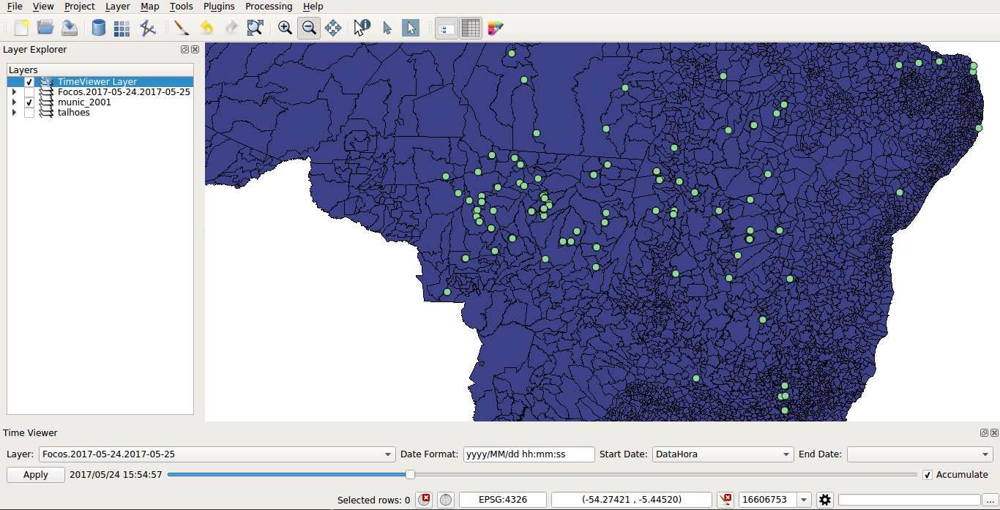 File View Project Layer Map Tools Plugins Processing Help
Layer Explorer
Layers
TimeViewer Layer
Focos.2017-05-24.2017-05-25
munic_2001
talhoes
Time Viewer
Layer: Focos.2017-05-24.2017-05-25 Date Format: yyyy/MM/dd hh:mm:ss Start Date: DataHora End Date:
Apply 2017/05/24 15:54:57 Accumulate
Selected rows: 0 EPSG:4326 (-54.27421 , -5.44520) 16606753 ...